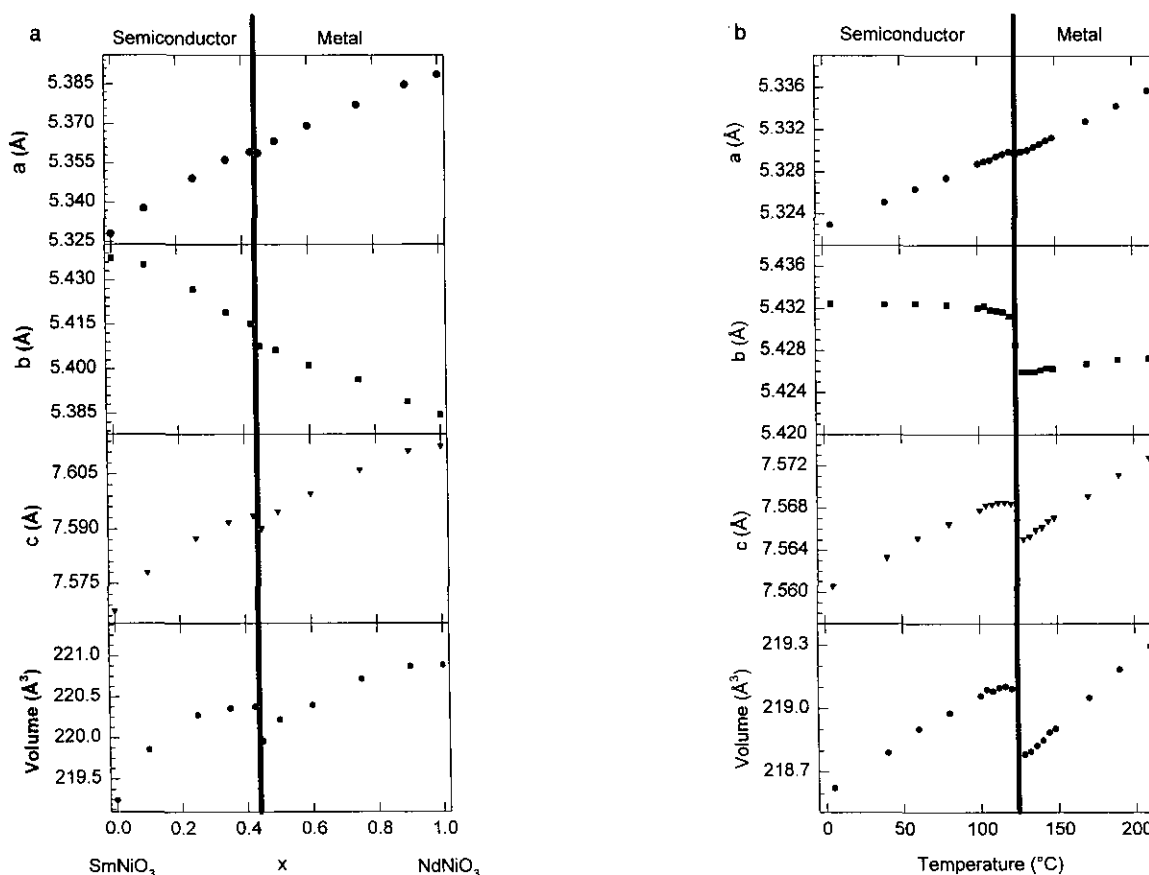 a
Semiconductor
Metal
a (Å)
5.385
5.370
5.355
5.340
5.325
b (Å)
5.430
5.415
5.400
5.385
c (Å)
7.605
7.590
7.575
Volume (Å³)
221.0
220.5
220.0
219.5
0.0 0.2 0.4 0.6 0.8 1.0
SmNiO₃ x NdNiO₃
b
Semiconductor
Metal
a (Å)
5.336
5.332
5.328
5.324
b (Å)
5.436
5.432
5.426
5.424
5.420
c (Å)
7.572
7.568
7.564
7.560
Volume (Å³)
219.3
219.0
218.7
0 50 100 150 200
Temperature (°C)